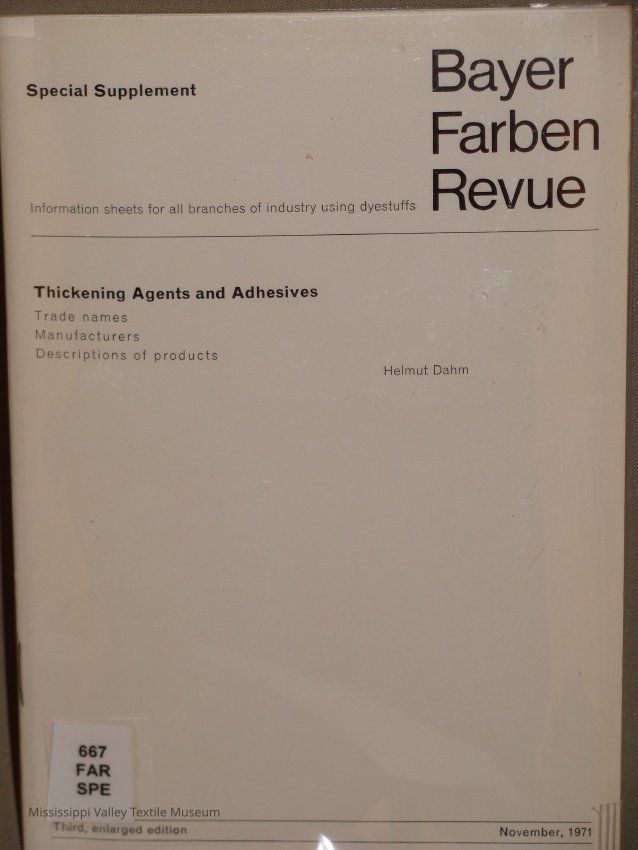 Special Supplement
Bayer
Farben
Revue
Information sheets for all branches of industry using dyestuffs
Thickening Agents and Adhesives
Trade names
Manufacturers
Descriptions of products
Helmut Dahm
667
FAR
SPE
Mississippi Valley Textile Museum
Third, enlarged edition
November, 1971